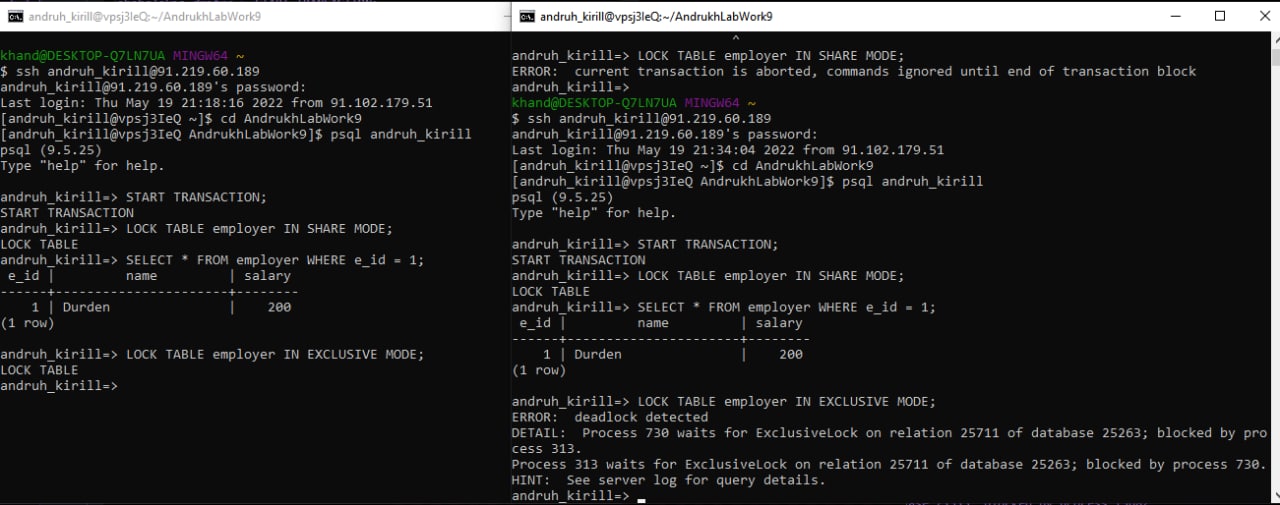 andruh_kirill@vpsj3IeQ:~/AndrukhLabWork9
khand@DESKTOP-Q7LN7UA MINGW64 ~
$ ssh andruh_kirill@91.219.60.189
andruh_kirill@91.219.60.189's password:
Last login: Thu May 19 21:18:16 2022 from 91.102.179.51
[andruh_kirill@vpsj3IeQ ~]$ cd AndrukhLabWork9
[andruh_kirill@vpsj3IeQ AndrukhLabWork9]$ psql andruh_kirill
psql (9.5.25)
Type "help" for help.
andruh_kirill=> START TRANSACTION;
START TRANSACTION
andruh_kirill=> LOCK TABLE employer IN SHARE MODE;
LOCK TABLE
andruh_kirill=> SELECT * FROM employer WHERE e_id = 1;
e_id | name | salary
------+----------------------+--------
1 | Durden | 200
(1 row)
andruh_kirill=> LOCK TABLE employer IN EXCLUSIVE MODE;
LOCK TABLE
andruh_kirill=>
andruh_kirill@vpsj3IeQ:~/AndrukhLabWork9
^
andruh_kirill=> LOCK TABLE employer IN SHARE MODE;
ERROR:  current transaction is aborted, commands ignored until end of transaction block
andruh_kirill=>
khand@DESKTOP-Q7LN7UA MINGW64 ~
$ ssh andruh_kirill@91.219.60.189
andruh_kirill@91.219.60.189's password:
Last login: Thu May 19 21:34:04 2022 from 91.102.179.51
[andruh_kirill@vpsj3IeQ ~]$ cd AndrukhLabWork9
[andruh_kirill@vpsj3IeQ AndrukhLabWork9]$ psql andruh_kirill
psql (9.5.25)
Type "help" for help.
andruh_kirill=> START TRANSACTION;
START TRANSACTION
andruh_kirill=> LOCK TABLE employer IN SHARE MODE;
LOCK TABLE
andruh_kirill=> SELECT * FROM employer WHERE e_id = 1;
e_id | name | salary
------+----------------------+--------
1 | Durden | 200
(1 row)
andruh_kirill=> LOCK TABLE employer IN EXCLUSIVE MODE;
ERROR:  deadlock detected
DETAIL:  Process 730 waits for ExclusiveLock on relation 25711 of database 25263; blocked by pro
cess 313.
Process 313 waits for ExclusiveLock on relation 25711 of database 25263; blocked by process 730.
HINT:  See server log for query details.
andruh_kirill=>